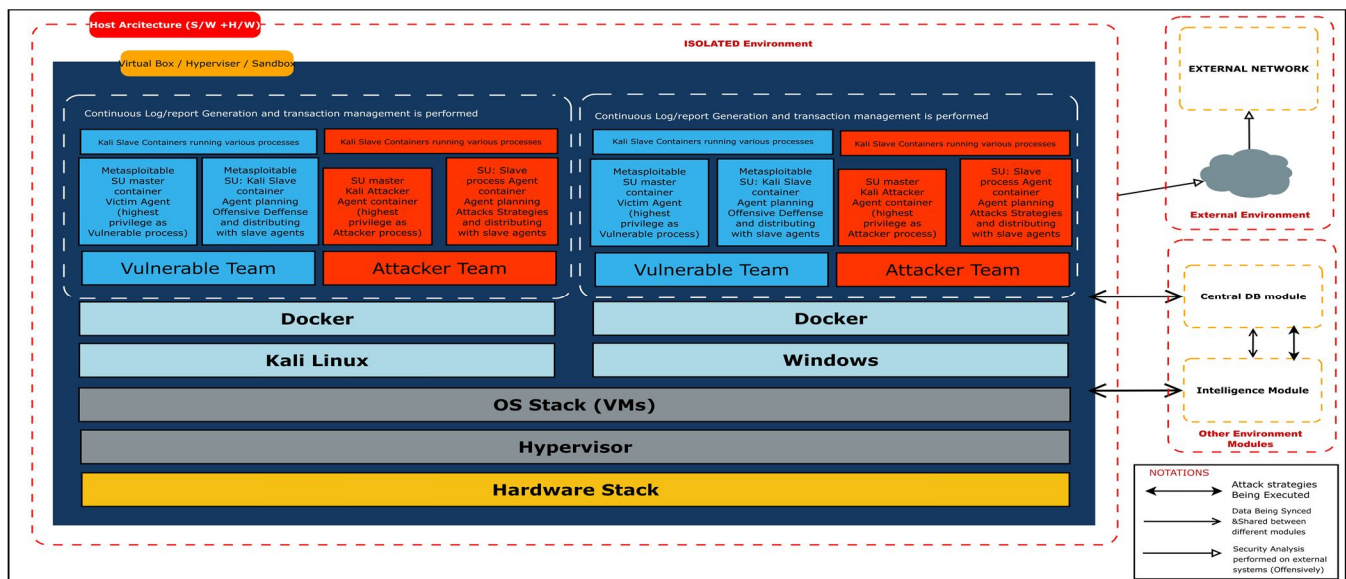 Host Arcitecture (S/W +H/W)
ISOLATED Environment
Virtual Box / Hyperviser / Sandbox
Continuous Log/report Generation and transaction management is performed
Kali Slave Containers running various processes
Kali Slave Containers running various processes
Metasploitable
SU master
container
Victim Agent
(highest
privilege as
Vulnerable process)
Metasploitable
SU: Kali Slave
container
Agent planning
Offensive Deffense
and distributing
with slave agents
SU master
Kali Attacker
Agent container
(highest
privilege as
Attacker process)
SU: Slave
process Agent
container
Agent planning
Attacks Strategies
and distributing
with slave agents
Vulnerable Team
Attacker Team
Continuous Log/report Generation and transaction management is performed
Kali Slave Containers running various processes
Kali Slave Containers running various processes
Metasploitable
SU master
container
Victim Agent
(highest
privilege as
Vulnerable process)
Metasploitable
SU: Kali Slave
container
Agent planning
Offensive Deffense
and distributing
with slave agents
SU master
Kali Attacker
Agent container
(highest
privilege as
Attacker process)
SU: Slave
process Agent
container
Agent planning
Attacks Strategies
and distributing
with slave agents
Vulnerable Team
Attacker Team
Docker
Docker
Kali Linux
Windows
OS Stack (VMs)
Hypervisor
Hardware Stack
EXTERNAL NETWORK
External Environment
Central DB module
Intelligence Module
Other Environment
Modules
NOTATIONS
Attack strategies
Being Executed
Data Being Synced
&Shared between
different modules
Security Analysis
performed on external
systems (Offensively)